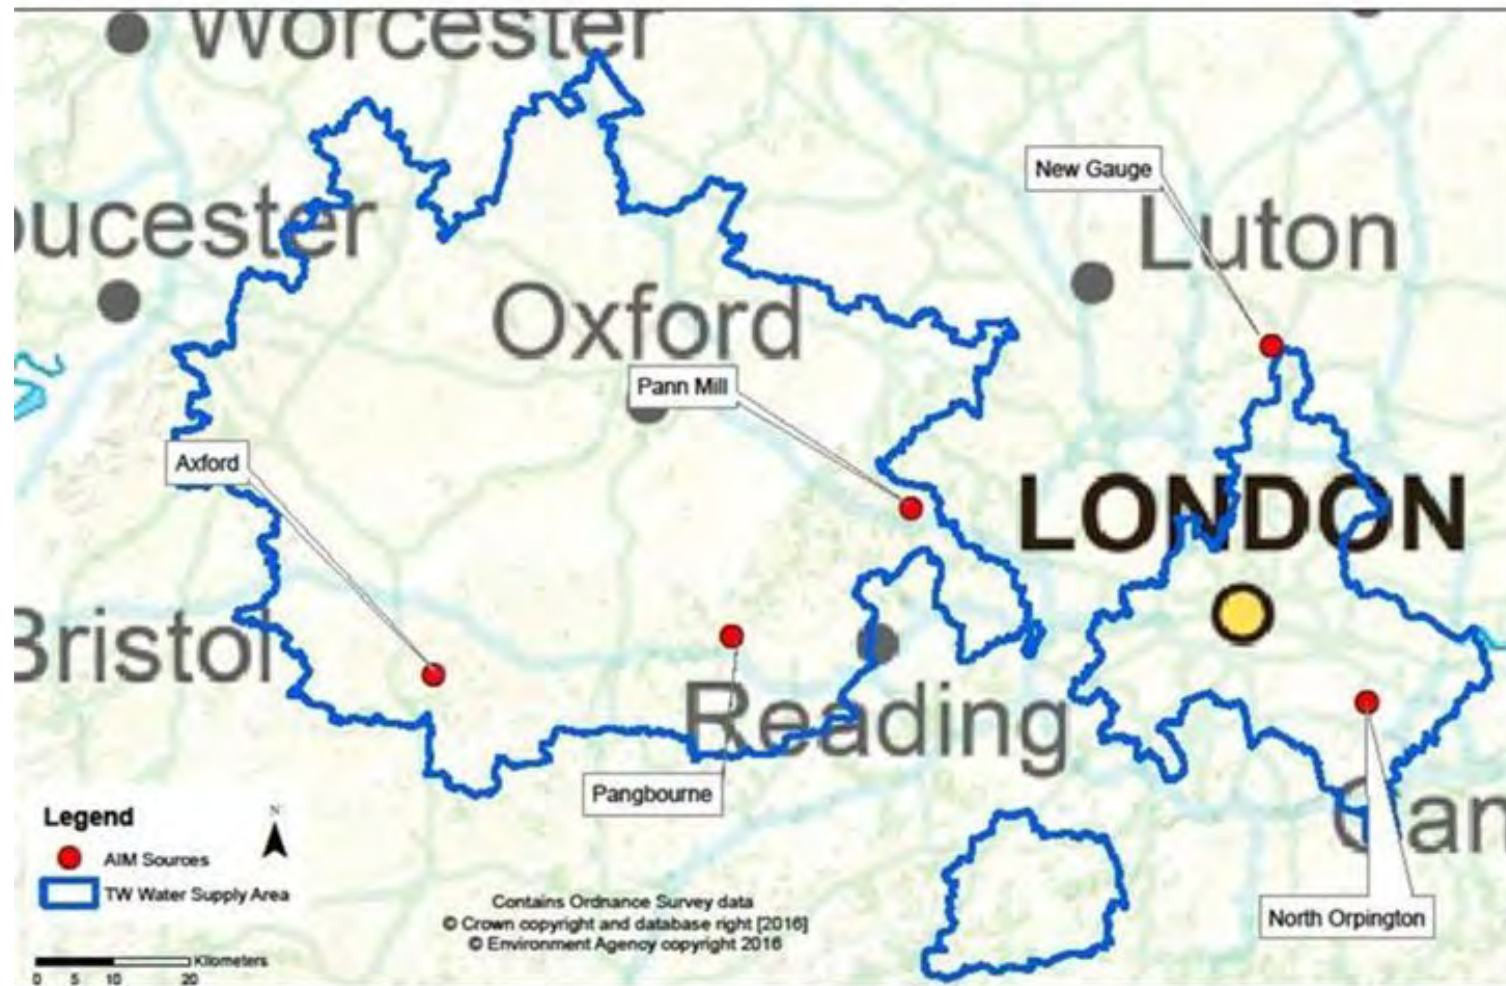 Worcester
New Gauge
oucester
Luton
Oxford
Pann Mill
Axford
LONDON
Bristol
Reading
Pangbourne
Can
Legend
N
AIM Sources
TW Water Supply Area
Contains Ordnance Survey data
© Crown copyright and database right [2016]
© Environment Agency copyright 2016
North Orpington
Kilometers
0 5 10 20